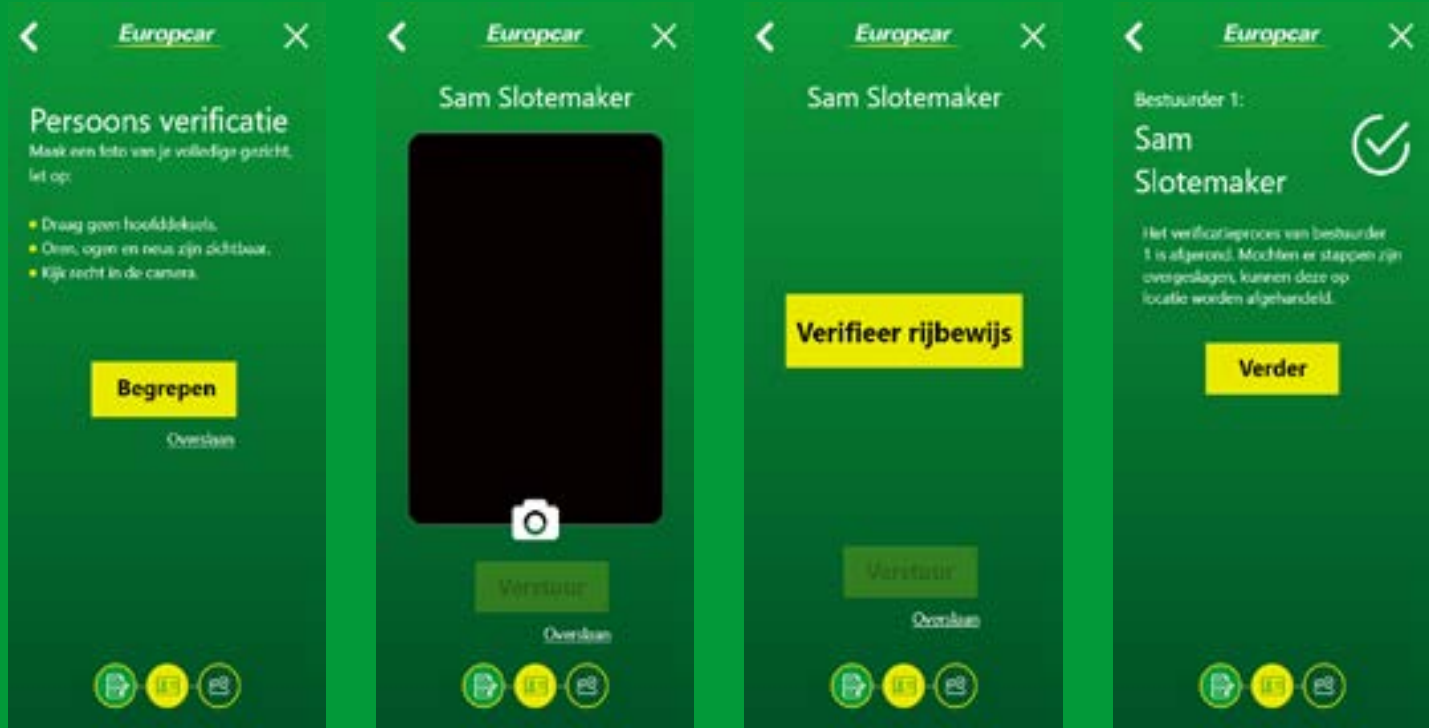 Europcar
Persoons verificatie
Maak een foto van je volledige gezicht,
let op:
Draag geen hoofddeksels.
Oren, ogen en neus zijn zichtbaar.
Kijk recht in de camera.
Begrepen
Overslaan
Europcar
Sam Slotemaker
Verstuur
Overslaan
Europcar
Sam Slotemaker
Verifieer rijbewijs
Verstuur
Overslaan
Europcar
Bestuurder 1:
Sam
Slotemaker
Het verificatieproces van bestuurder
1 is afgerond. Mochten er stappen zijn
overgeslagen, kunnen deze op
locatie worden afgehandeld.
Verder